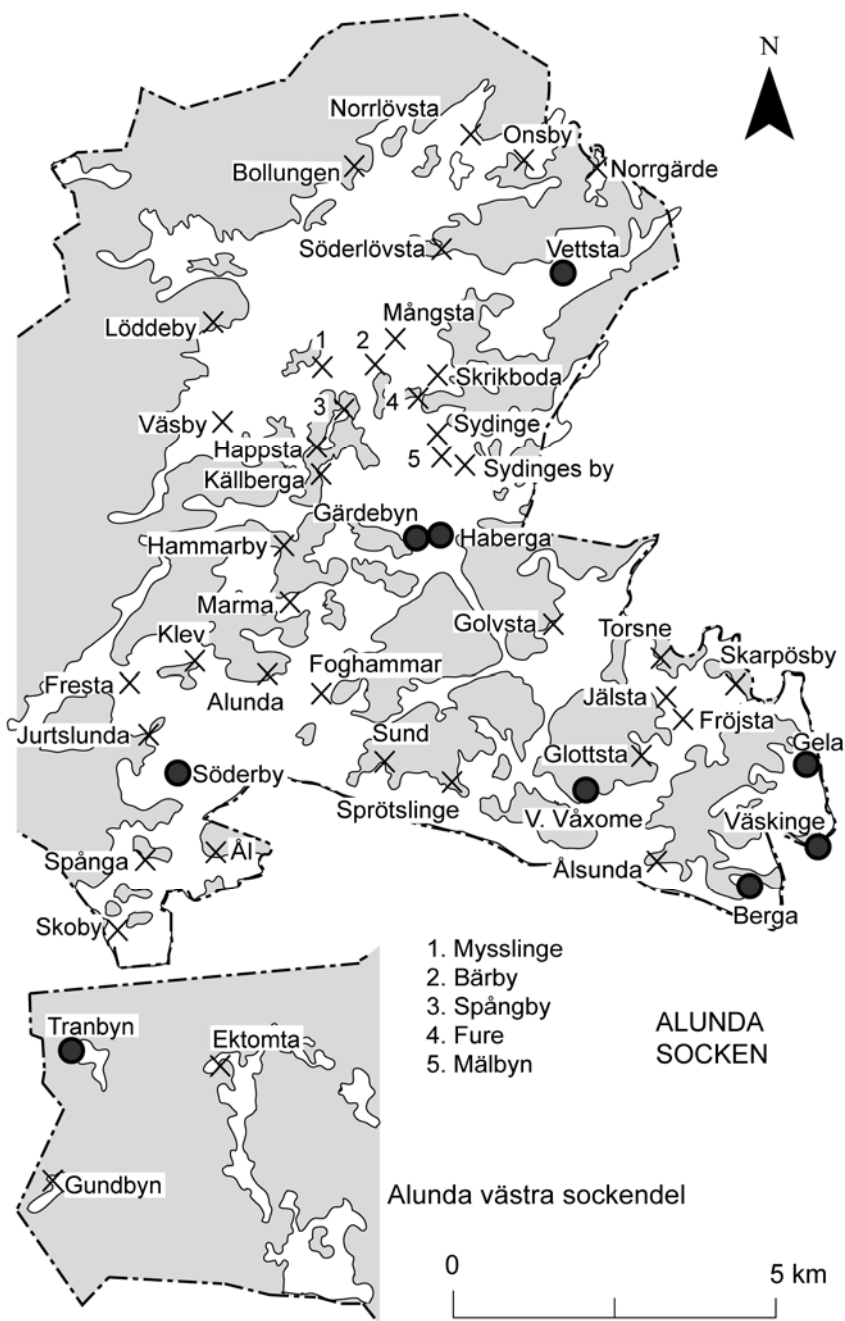 N
Norrlövsta
Onsby
Bollungen
Norrgärde
Söderlövsta
Vettsta
Mångsta
Löddeby
1
2
Skrikboda
3
4
Väsby
Sydinge
Happsta
5
Sydinges by
Källberga
Gärdebyn
Haberga
Hammarby
Marma
Golvsta
Torsne
Klev
Skarpösby
Foghammar
Fresta
Alunda
Jälsta
Fröjsta
Jurtslunda
Sund
Glottsta
Gela
Söderby
Sprötslinge
V. Våxome
Väskinge
Spånga
Ål
Ålsunda
Berga
Skoby
1. Mysslinge
2. Bärby
3. Spångby
4. Fure
5. Mälbyn
ALUNDA
SOCKEN
Tranbyn
Ektomta
Gundbyn
Alunda västra sockendel
0
5 km